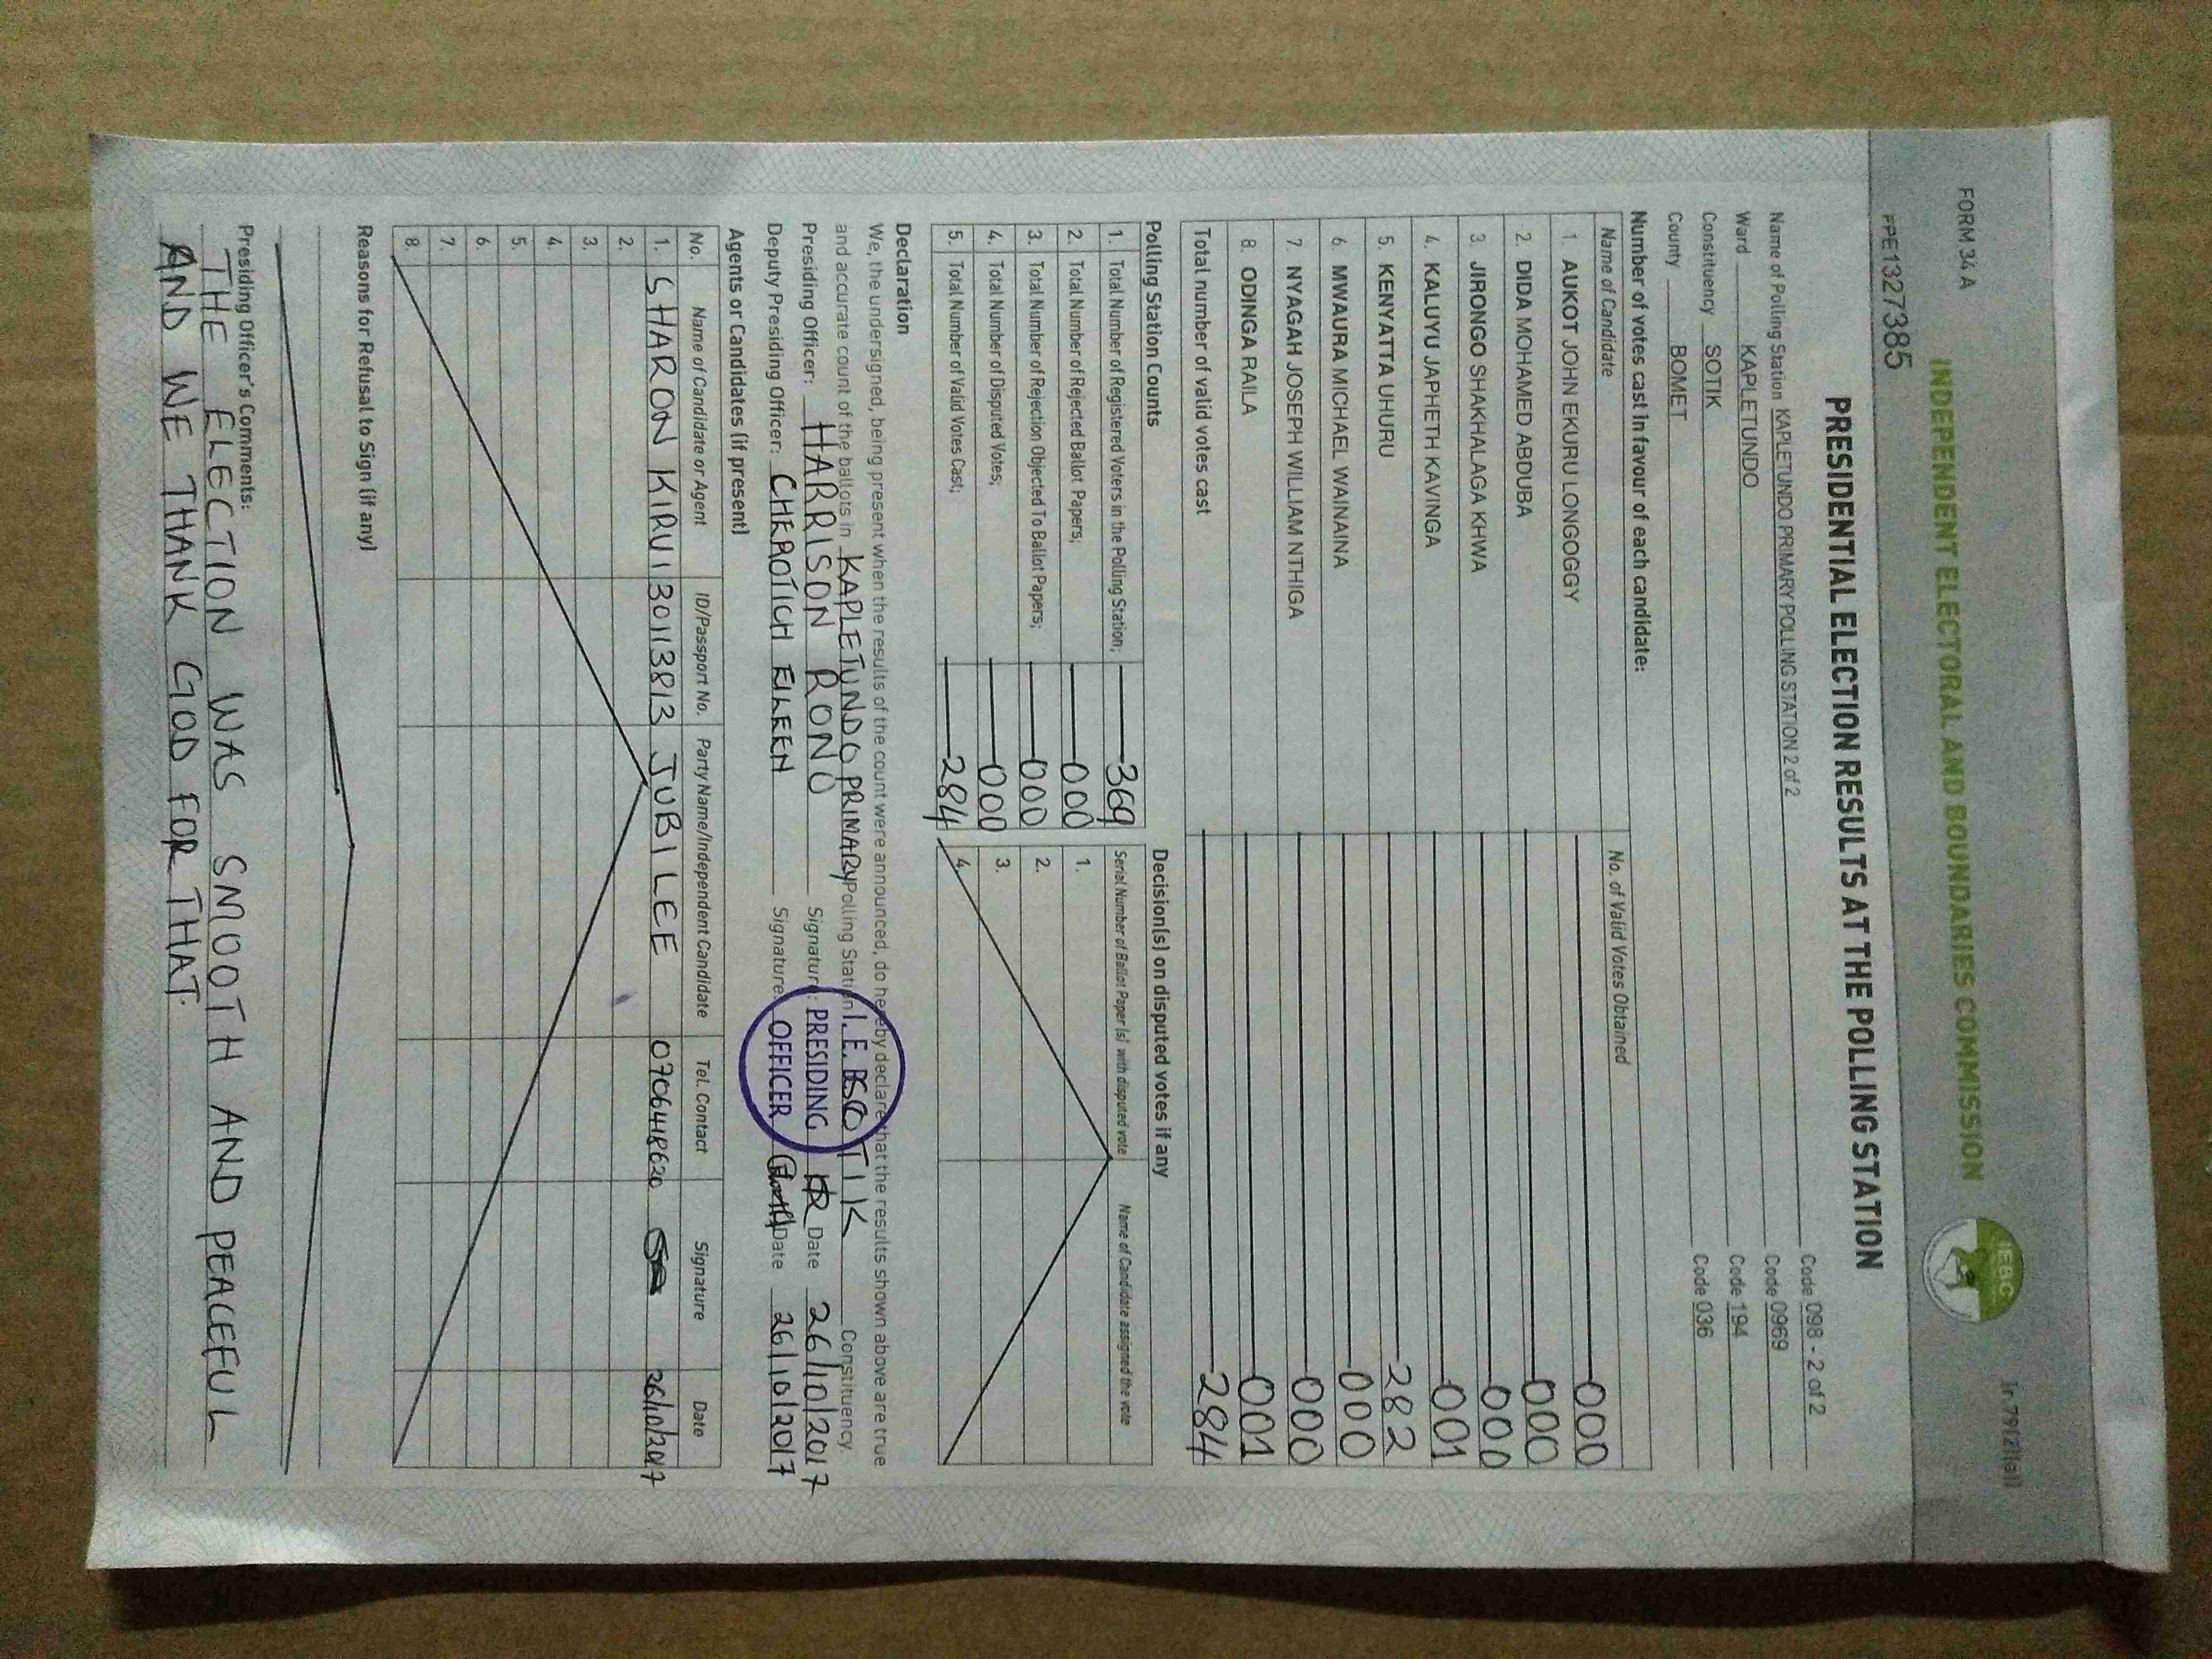 FORM 34 A
Ir.79(2)(a)
INDEPENDENT ELECTORAL AND BOUNDARIES COMMISSION
IEBC
PPE1327385
PRESIDENTIAL ELECTION RESULTS AT THE POLLING STATION
Name of Polling Station KAPLETUNDO PRIMARY POLLING STATION 2 of 2 Code 098 - 2 of 2
Ward KAPLETUNDO Code 0969
Constituency SOTIK Code 194
County BOMET Code 036
Number of votes cast in favour of each candidate:
Name of Candidate No. of Valid Votes Obtained
1. AUKOT JOHN EKURU LONGOGGY 000
2. DIDA MOHAMED ABDUBA 000
3. JIRONGO SHAKHALAGA KHWA 000
4. KALUYU JAPHETH KAVINGA 001
5. KENYATTA UHURU 282
6. MWAURA MICHAEL WAINAINA 000
7. NYAGAH JOSEPH WILLIAM NTHIGA 000
8. ODINGA RAILA 001
Total number of valid votes cast 284
Polling Station Counts
1. Total Number of Registered Voters in the Polling Station; 369
2. Total Number of Rejected Ballot Papers; 000
3. Total Number of Rejection Objected To Ballot Papers; 000
4. Total Number of Disputed Votes; 000
5. Total Number of Valid Votes Cast; 284
Decision(s) on disputed votes if any
Serial Number of Ballot Paper (s) with disputed vote Name of Candidate assigned the vote
1.
2.
3.
4.
Declaration
We, the undersigned, being present when the results of the count were announced, do hereby declare that the results shown above are true
and accurate count of the ballots in KAPLETUNDO PRIMARY Polling Station SOTIK Constituency.
Presiding Officer: HARRISON RONO Signature: HR Date 26/10/2017
Deputy Presiding Officer: CHEROTICH EILEEN Signature: Date 26/10/2017
I.E.B.C
PRESIDING
OFFICER
Agents or Candidates (if present)
No. Name of Candidate or Agent ID/Passport No. Party Name/Independent Candidate Tel. Contact Signature Date
1. SHARON KIRUI 30113813 JUBILEE 0706418620 26/10/2017
2.
3.
4.
5.
6.
7.
8.
Reasons for Refusal to Sign (if any)
Presiding Officer's Comments:
THE ELECTION WAS SMOOTH AND PEACEFUL
AND WE THANK GOD FOR THAT.